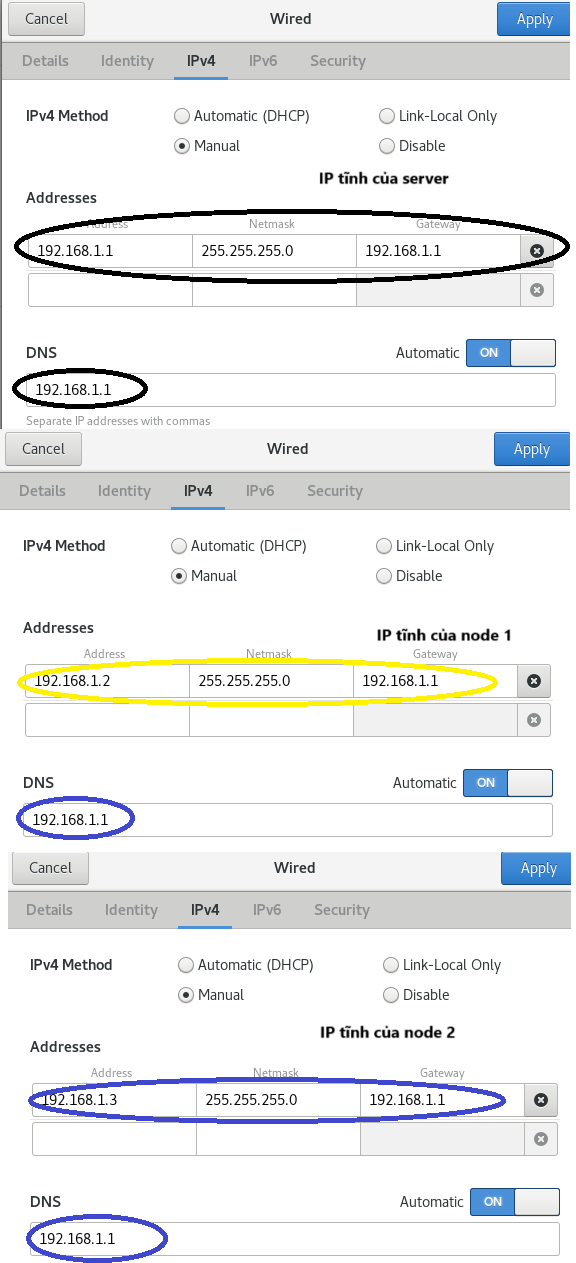 Cancel Wired Apply
Details Identity IPv4 IPv6 Security
IPv4 Method Automatic (DHCP) Link-Local Only
Manual Disable
IP tĩnh của server
Addresses
Address Netmask Gateway
192.168.1.1 255.255.255.0 192.168.1.1
DNS Automatic ON
192.168.1.1
Separate IP addresses with commas
Cancel Wired Apply
Details Identity IPv4 IPv6 Security
IPv4 Method Automatic (DHCP) Link-Local Only
Manual Disable
Addresses IP tĩnh của node 1
Address Netmask Gateway
192.168.1.2 255.255.255.0 192.168.1.1
DNS Automatic ON
192.168.1.1
Cancel Wired Apply
Details Identity IPv4 IPv6 Security
IPv4 Method Automatic (DHCP) Link-Local Only
Manual Disable
IP tĩnh của node 2
Addresses
Address Netmask Gateway
192.168.1.3 255.255.255.0 192.168.1.1
DNS Automatic ON
192.168.1.1